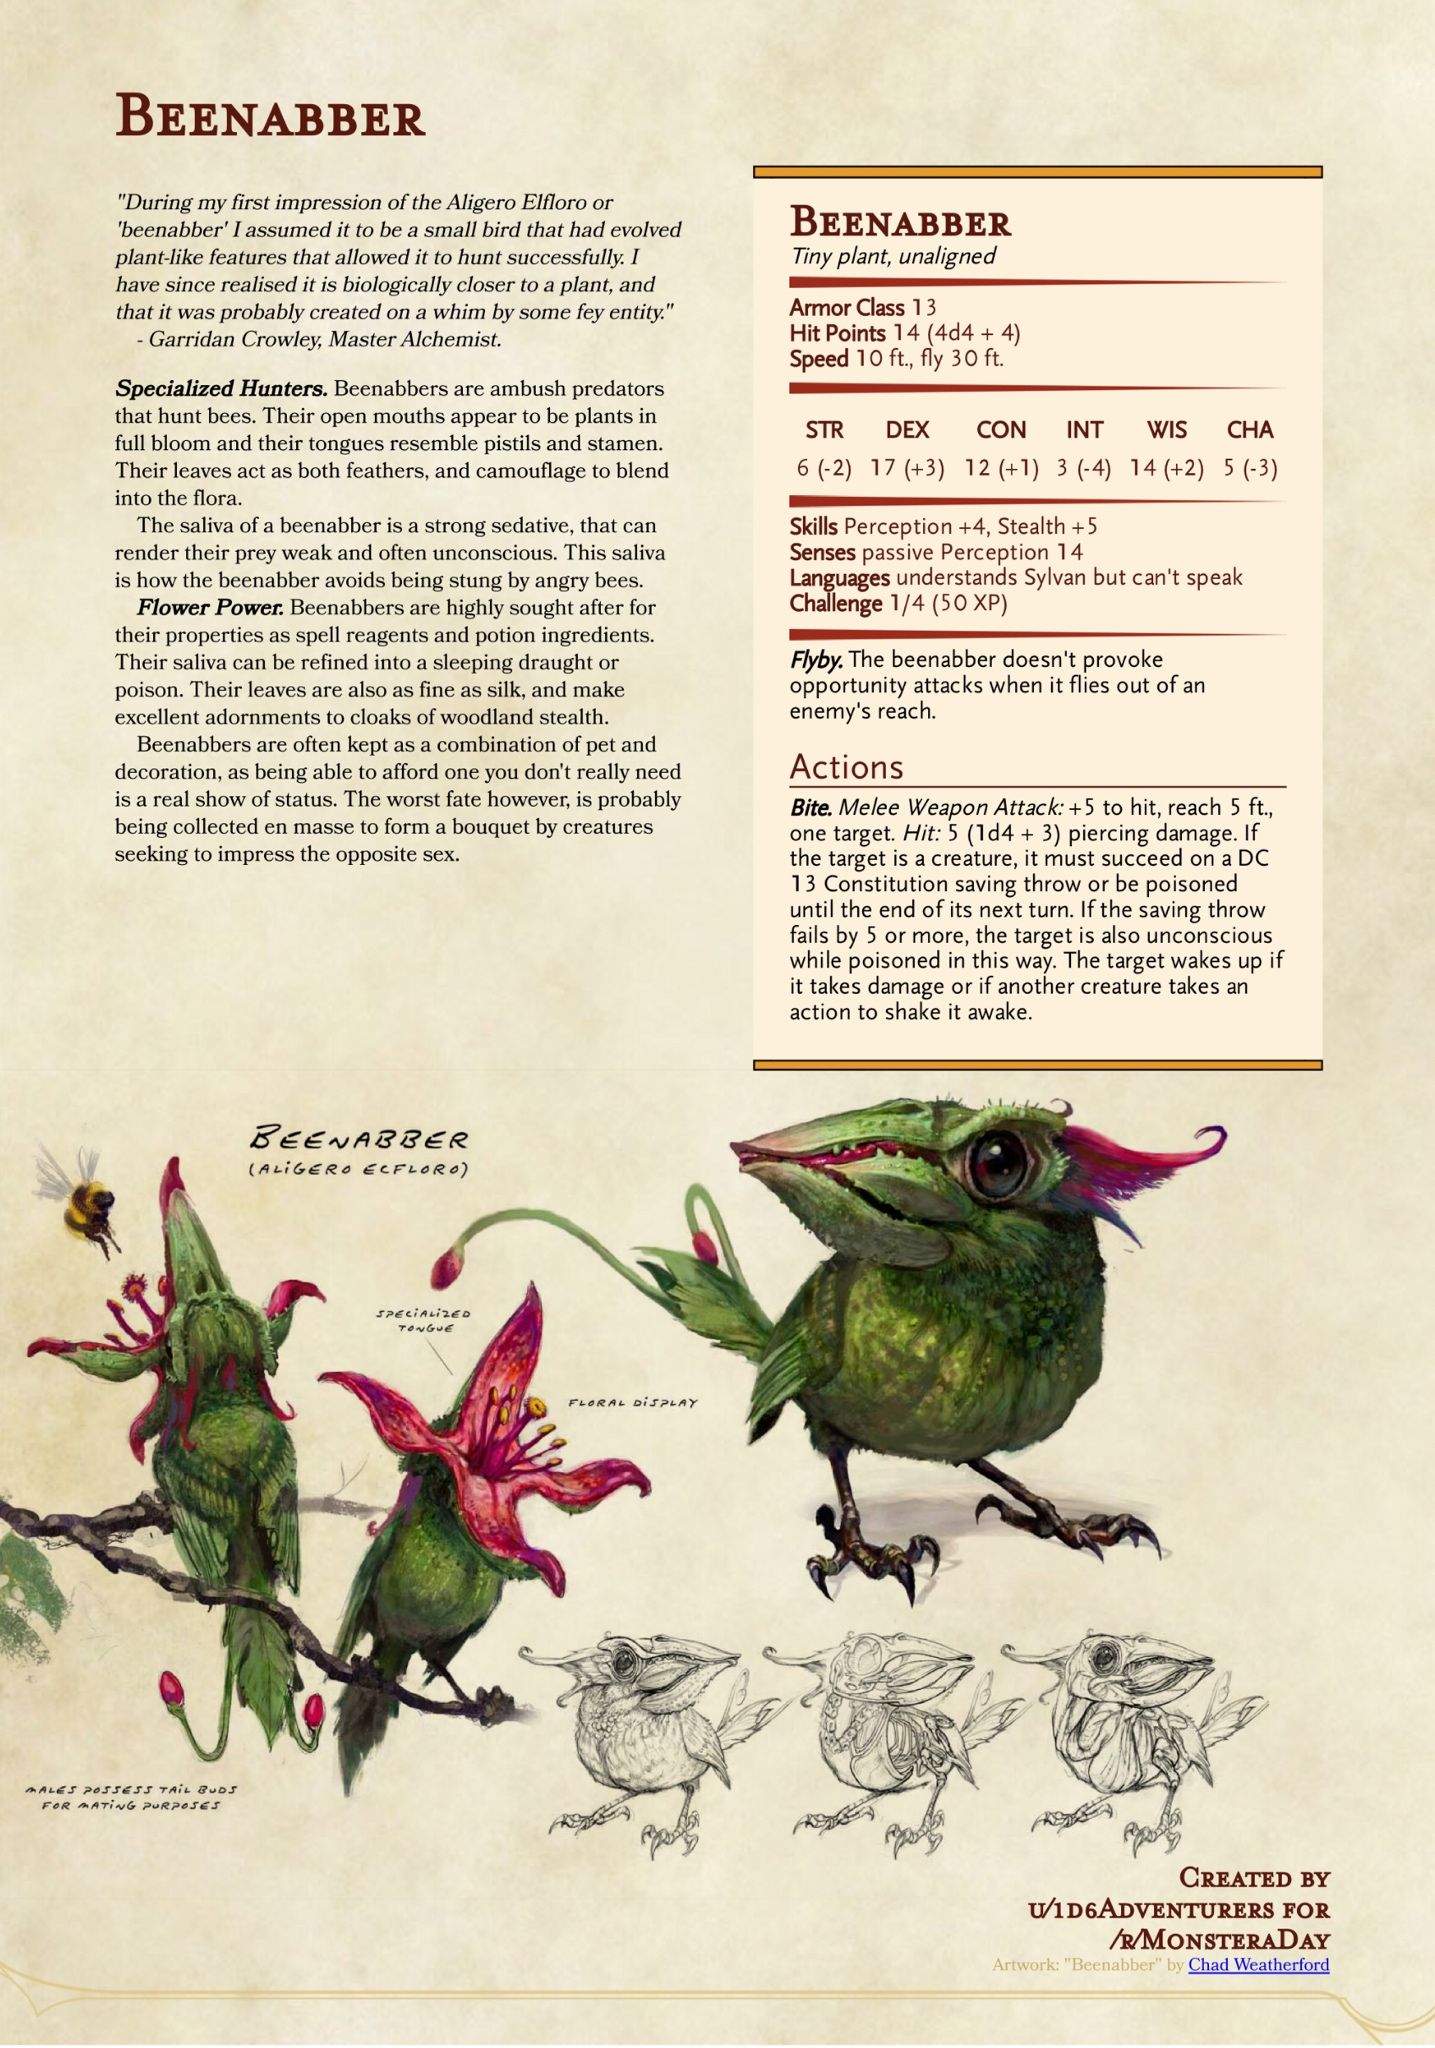 Beenabber
"During my first impression of the Aligero Elfloro or
'beenabber' I assumed it to be a small bird that had evolved
plant-like features that allowed it to hunt successfully. I
have since realised it is biologically closer to a plant, and
that it was probably created on a whim by some fey entity."
- Garridan Crowley, Master Alchemist.
Specialized Hunters. Beenabbers are ambush predators
that hunt bees. Their open mouths appear to be plants in
full bloom and their tongues resemble pistils and stamen.
Their leaves act as both feathers, and camouflage to blend
into the flora.
The saliva of a beenabber is a strong sedative, that can
render their prey weak and often unconscious. This saliva
is how the beenabber avoids being stung by angry bees.
Flower Power. Beenabbers are highly sought after for
their properties as spell reagents and potion ingredients.
Their saliva can be refined into a sleeping draught or
poison. Their leaves are also as fine as silk, and make
excellent adornments to cloaks of woodland stealth.
Beenabbers are often kept as a combination of pet and
decoration, as being able to afford one you don't really need
is a real show of status. The worst fate however, is probably
being collected en masse to form a bouquet by creatures
seeking to impress the opposite sex.
Beenabber
Tiny plant, unaligned
Armor Class 13
Hit Points 14 (4d4 + 4)
Speed 10 ft., fly 30 ft.
STR DEX CON INT WIS CHA
6 (-2) 17 (+3) 12 (+1) 3 (-4) 14 (+2) 5 (-3)
Skills Perception +4, Stealth +5
Senses passive Perception 14
Languages understands Sylvan but can't speak
Challenge 1/4 (50 XP)
Flyby. The beenabber doesn't provoke
opportunity attacks when it flies out of an
enemy's reach.
Actions
Bite. Melee Weapon Attack: +5 to hit, reach 5 ft.,
one target. Hit: 5 (1d4 + 3) piercing damage. If
the target is a creature, it must succeed on a DC
13 Constitution saving throw or be poisoned
until the end of its next turn. If the saving throw
fails by 5 or more, the target is also unconscious
while poisoned in this way. The target wakes up if
it takes damage or if another creature takes an
action to shake it awake.
BEENABBER
(ALIGERO ELFLORO)
SPECIALIZED
TONGUE
FLORAL DISPLAY
MALES POSSESS TAIL BUDS
FOR MATING PURPOSES
Created by
u/1d6Adventurers for
/r/MonsteraDay
Artwork: "Beenabber" by Chad Weatherford